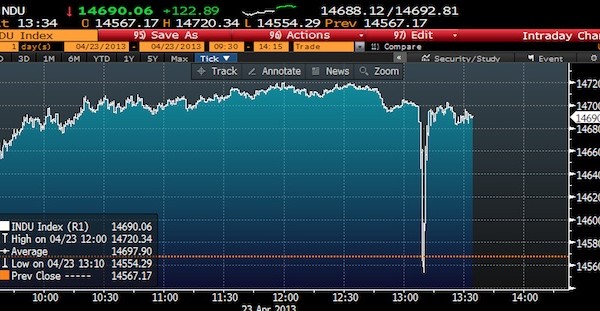 NDU ↓ 14690.06 +122.89 14688.12/14692.81
At 13:34 O 14567.17 H 14720.34 L 14554.29 Prev 14567.17
DU Index 95) Save As 96) Actions 97) Edit Intraday Char
1 day(s) 04/23/2013 - 04/23/2013 09:30 - 14:15 Trade 11) Compare
D 3D 1M 6M YTD 1Y 5Y Max Tick Security/Study Event
Track Annotate News Zoom
14720
14700
14690
14680
14660
14640
14620
14600
14580
14560
INDU Index (R1) 14690.06
High on 04/23 12:00 14720.34
Average 14697.90
Low on 04/23 13:10 14554.29
Prev Close ----- 14567.17
10:00 10:30 11:00 11:30 12:00 12:30 13:00 13:30 14:00
23 Apr 2013